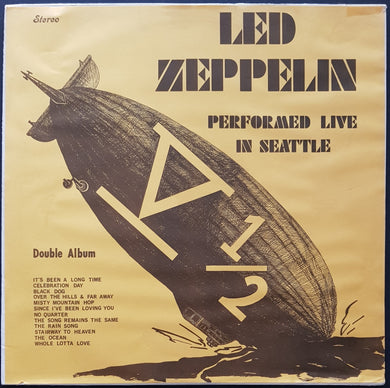 Stereo
LED
ZEPPELIN
PERFORMED LIVE
IN SEATTLE
V 1/2
Double Album
IT'S BEEN A LONG TIME
CELEBRATION DAY
BLACK DOG
OVER THE HILLS & FAR AWAY
MISTY MOUNTAIN HOP
SINCE I'VE BEEN LOVING YOU
NO QUARTER
THE SONG REMAINS THE SAME
THE RAIN SONG
STAIRWAY TO HEAVEN
THE OCEAN
WHOLE LOTTA LOVE